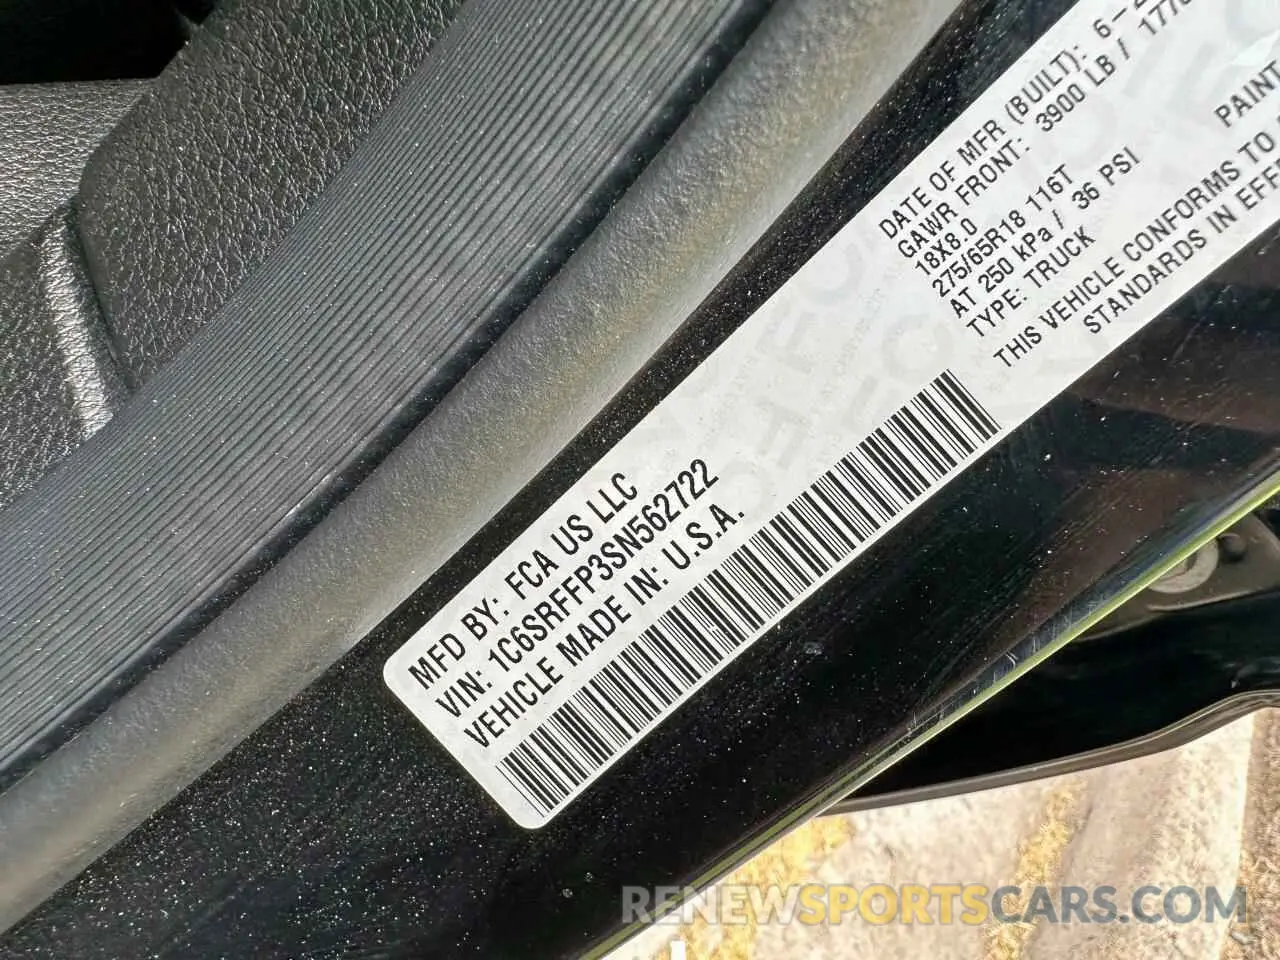 MFD BY: FCA US LLC
VIN: 1C6SRFFP3SN562722
VEHICLE MADE IN: U.S.A.
DATE OF MFR (BUILT): 6-
GAWR FRONT: 3900 LB /
18X8.0
275/65R18 116T
AT 250 kPa / 36 PSI
TYPE: TRUCK
PAINT
THIS VEHICLE CONFORMS TO
STANDARDS IN
RENEWSPORTSCARS.COM